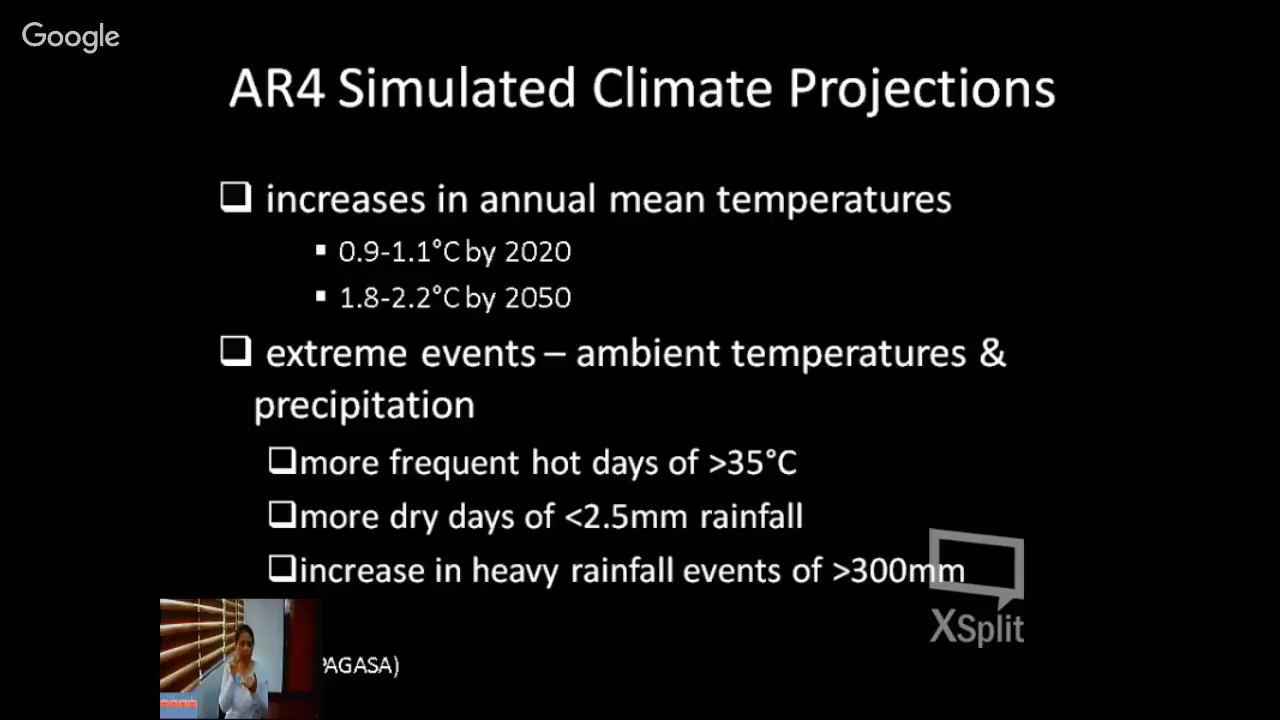 Google
AR4 Simulated Climate Projections
increases in annual mean temperatures
0.9-1.1°C by 2020
1.8-2.2°C by 2050
extreme events – ambient temperatures &
precipitation
more frequent hot days of >35°C
more dry days of <2.5mm rainfall
increase in heavy rainfall events of >300mm
XSplit
PAGASA)